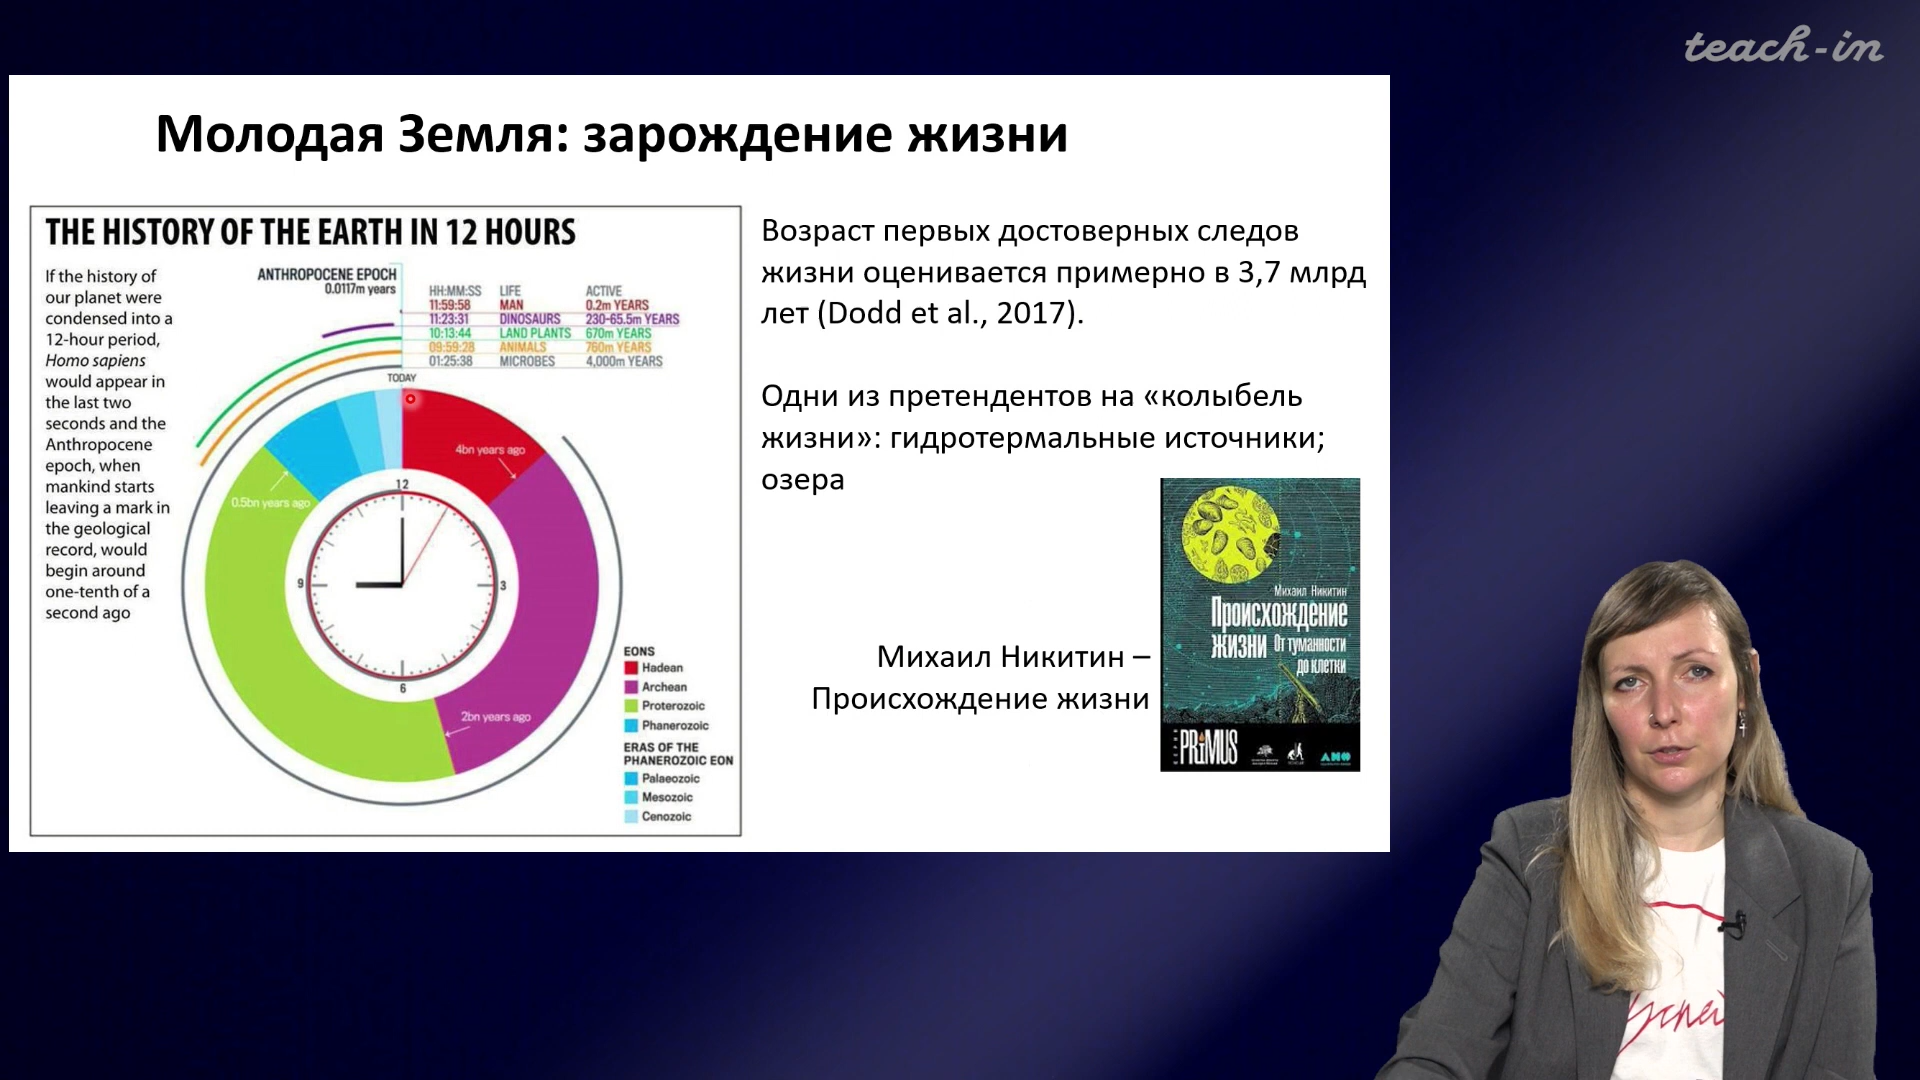 teach-in
Молодая Земля: зарождение жизни
THE HISTORY OF THE EARTH IN 12 HOURS
If the history of
our planet were
condensed into a
12-hour period,
Homo sapiens
would appear in
the last two
seconds and the
Anthropocene
epoch, when
mankind starts
leaving a mark in
the geological
record, would
begin around
one-tenth of a
second ago
ANTHROPOCENE EPOCH
0.0117m years
HH:MM:SS LIFE ACTIVE
11:59:58 MAN 0.2m YEARS
11:23:31 DINOSAURS 230-65.5m YEARS
10:13:44 LAND PLANTS 670m YEARS
09:59:28 ANIMALS 760m YEARS
01:25:38 MICROBES 4,000m YEARS
TODAY
4bn years ago
0.5bn years ago
2bn years ago
12
3
6
9
EONS
Hadean
Archean
Proterozoic
Phanerozoic
ERAS OF THE
PHANEROZOIC EON
Palaeozoic
Mesozoic
Cenozoic
Возраст первых достоверных следов
жизни оценивается примерно в 3,7 млрд
лет (Dodd et al., 2017).
Одни из претендентов на «колыбель
жизни»: гидротермальные источники;
озера
Михаил Никитин –
Происхождение жизни
Михаил Никитин
Происхождение
жизни От туманности
до клетки
PRIMUS